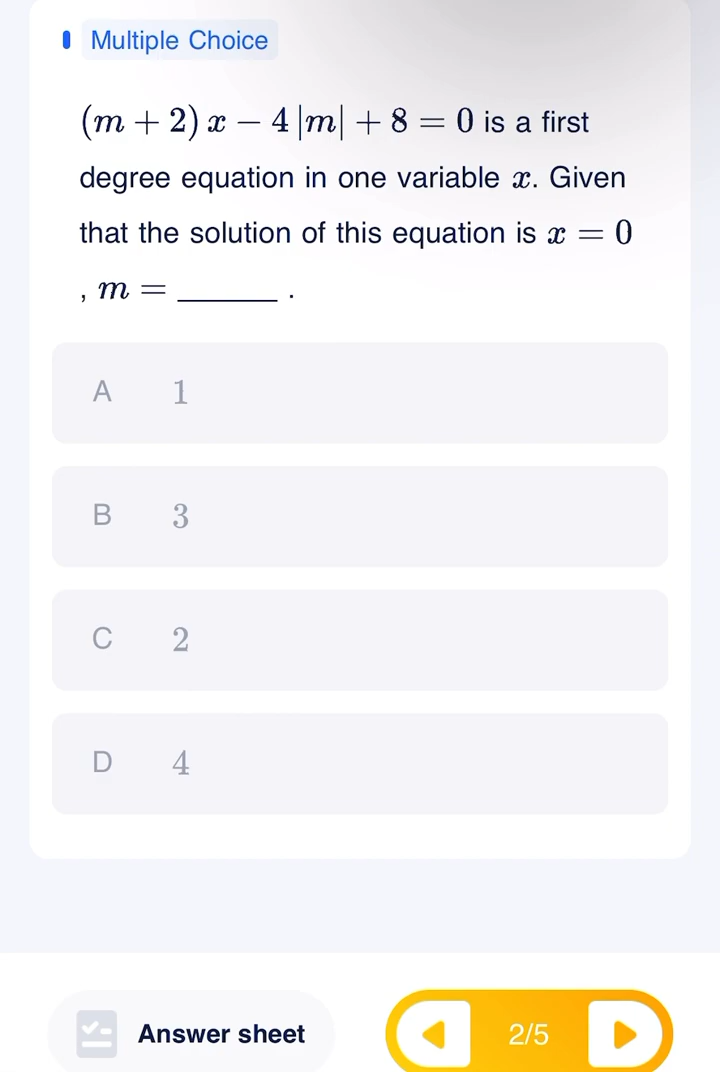 Multiple Choice
(m + 2) x − 4 |m| + 8 = 0 is a first
degree equation in one variable x. Given
that the solution of this equation is x = 0
, m = ______ .
A 1
B 3
C 2
D 4
Answer sheet
2/5